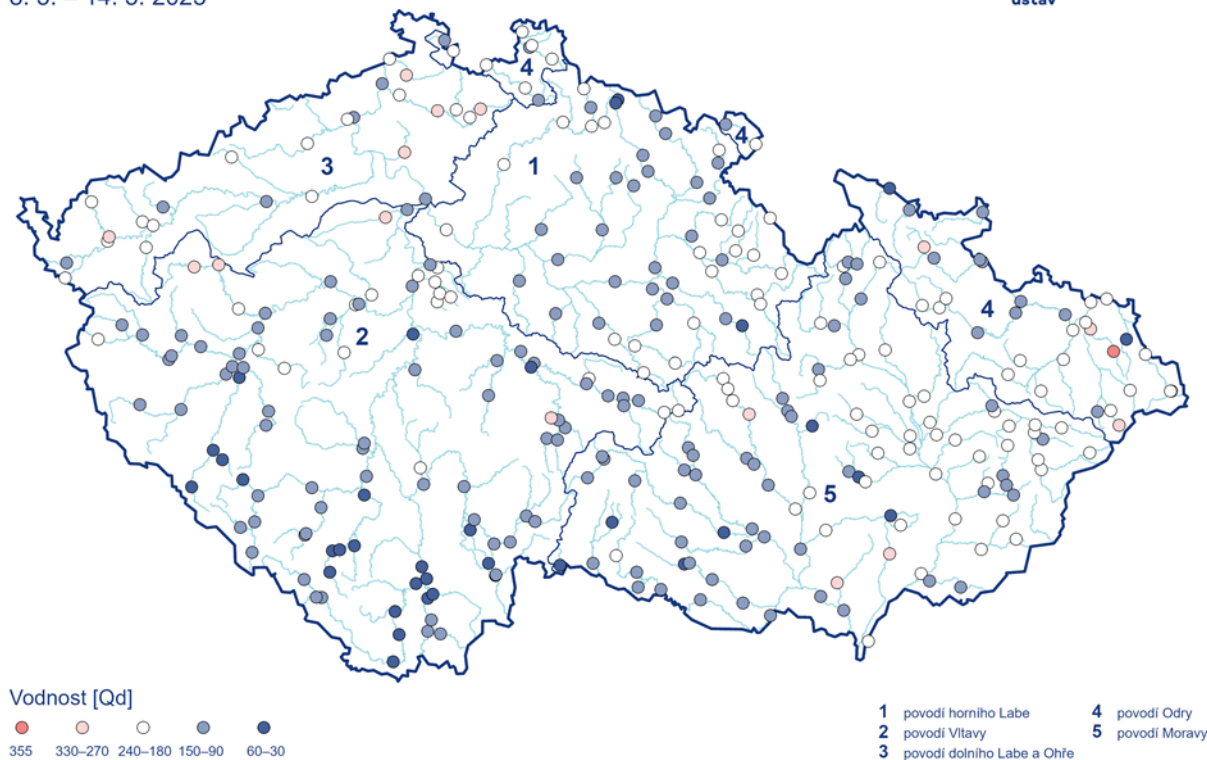 ústav
4
4
3
1
4
2
5
Vodnost [Qd]
355 330–270 240–180 150–90 60–30
1 povodí horního Labe
2 povodí Vltavy
3 povodí dolního Labe a Ohře
4 povodí Odry
5 povodí Moravy